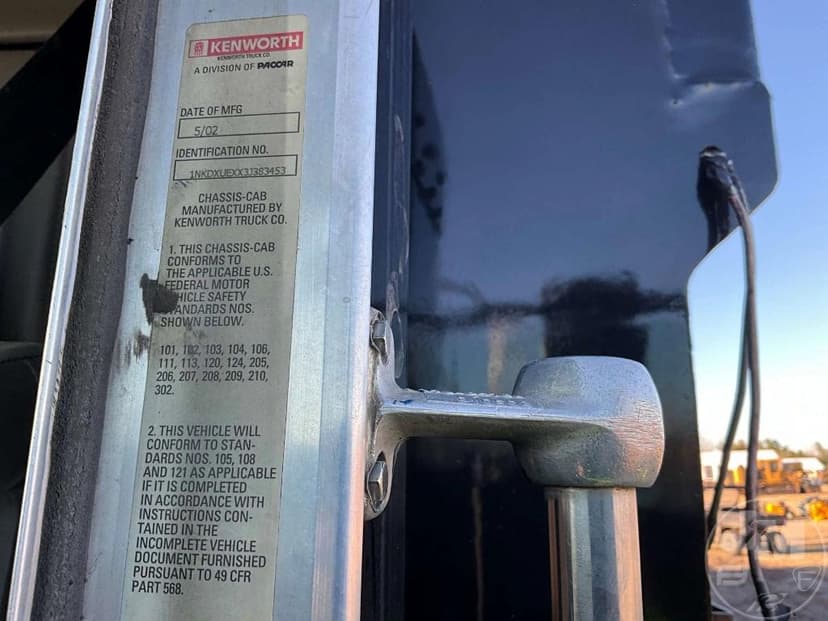 KENWORTH
KENWORTH TRUCK CO.
A DIVISION OF PACCAR
DATE OF MFG
5/02
IDENTIFICATION NO.
1NKDXUEXX3J383453
CHASSIS-CAB
MANUFACTURED BY
KENWORTH TRUCK CO.
1. THIS CHASSIS-CAB
CONFORMS TO
THE APPLICABLE U.S.
FEDERAL MOTOR
VEHICLE SAFETY
STANDARDS NOS.
SHOWN BELOW.
101, 102, 103, 104, 106,
111, 113, 120, 124, 205,
206, 207, 208, 209, 210,
302.
2. THIS VEHICLE WILL
CONFORM TO STAN-
DARDS NOS. 105, 108
AND 121 AS APPLICABLE
IF IT IS COMPLETED
IN ACCORDANCE WITH
INSTRUCTIONS CON-
TAINED IN THE
INCOMPLETE VEHICLE
DOCUMENT FURNISHED
PURSUANT TO 49 CFR
PART 568.